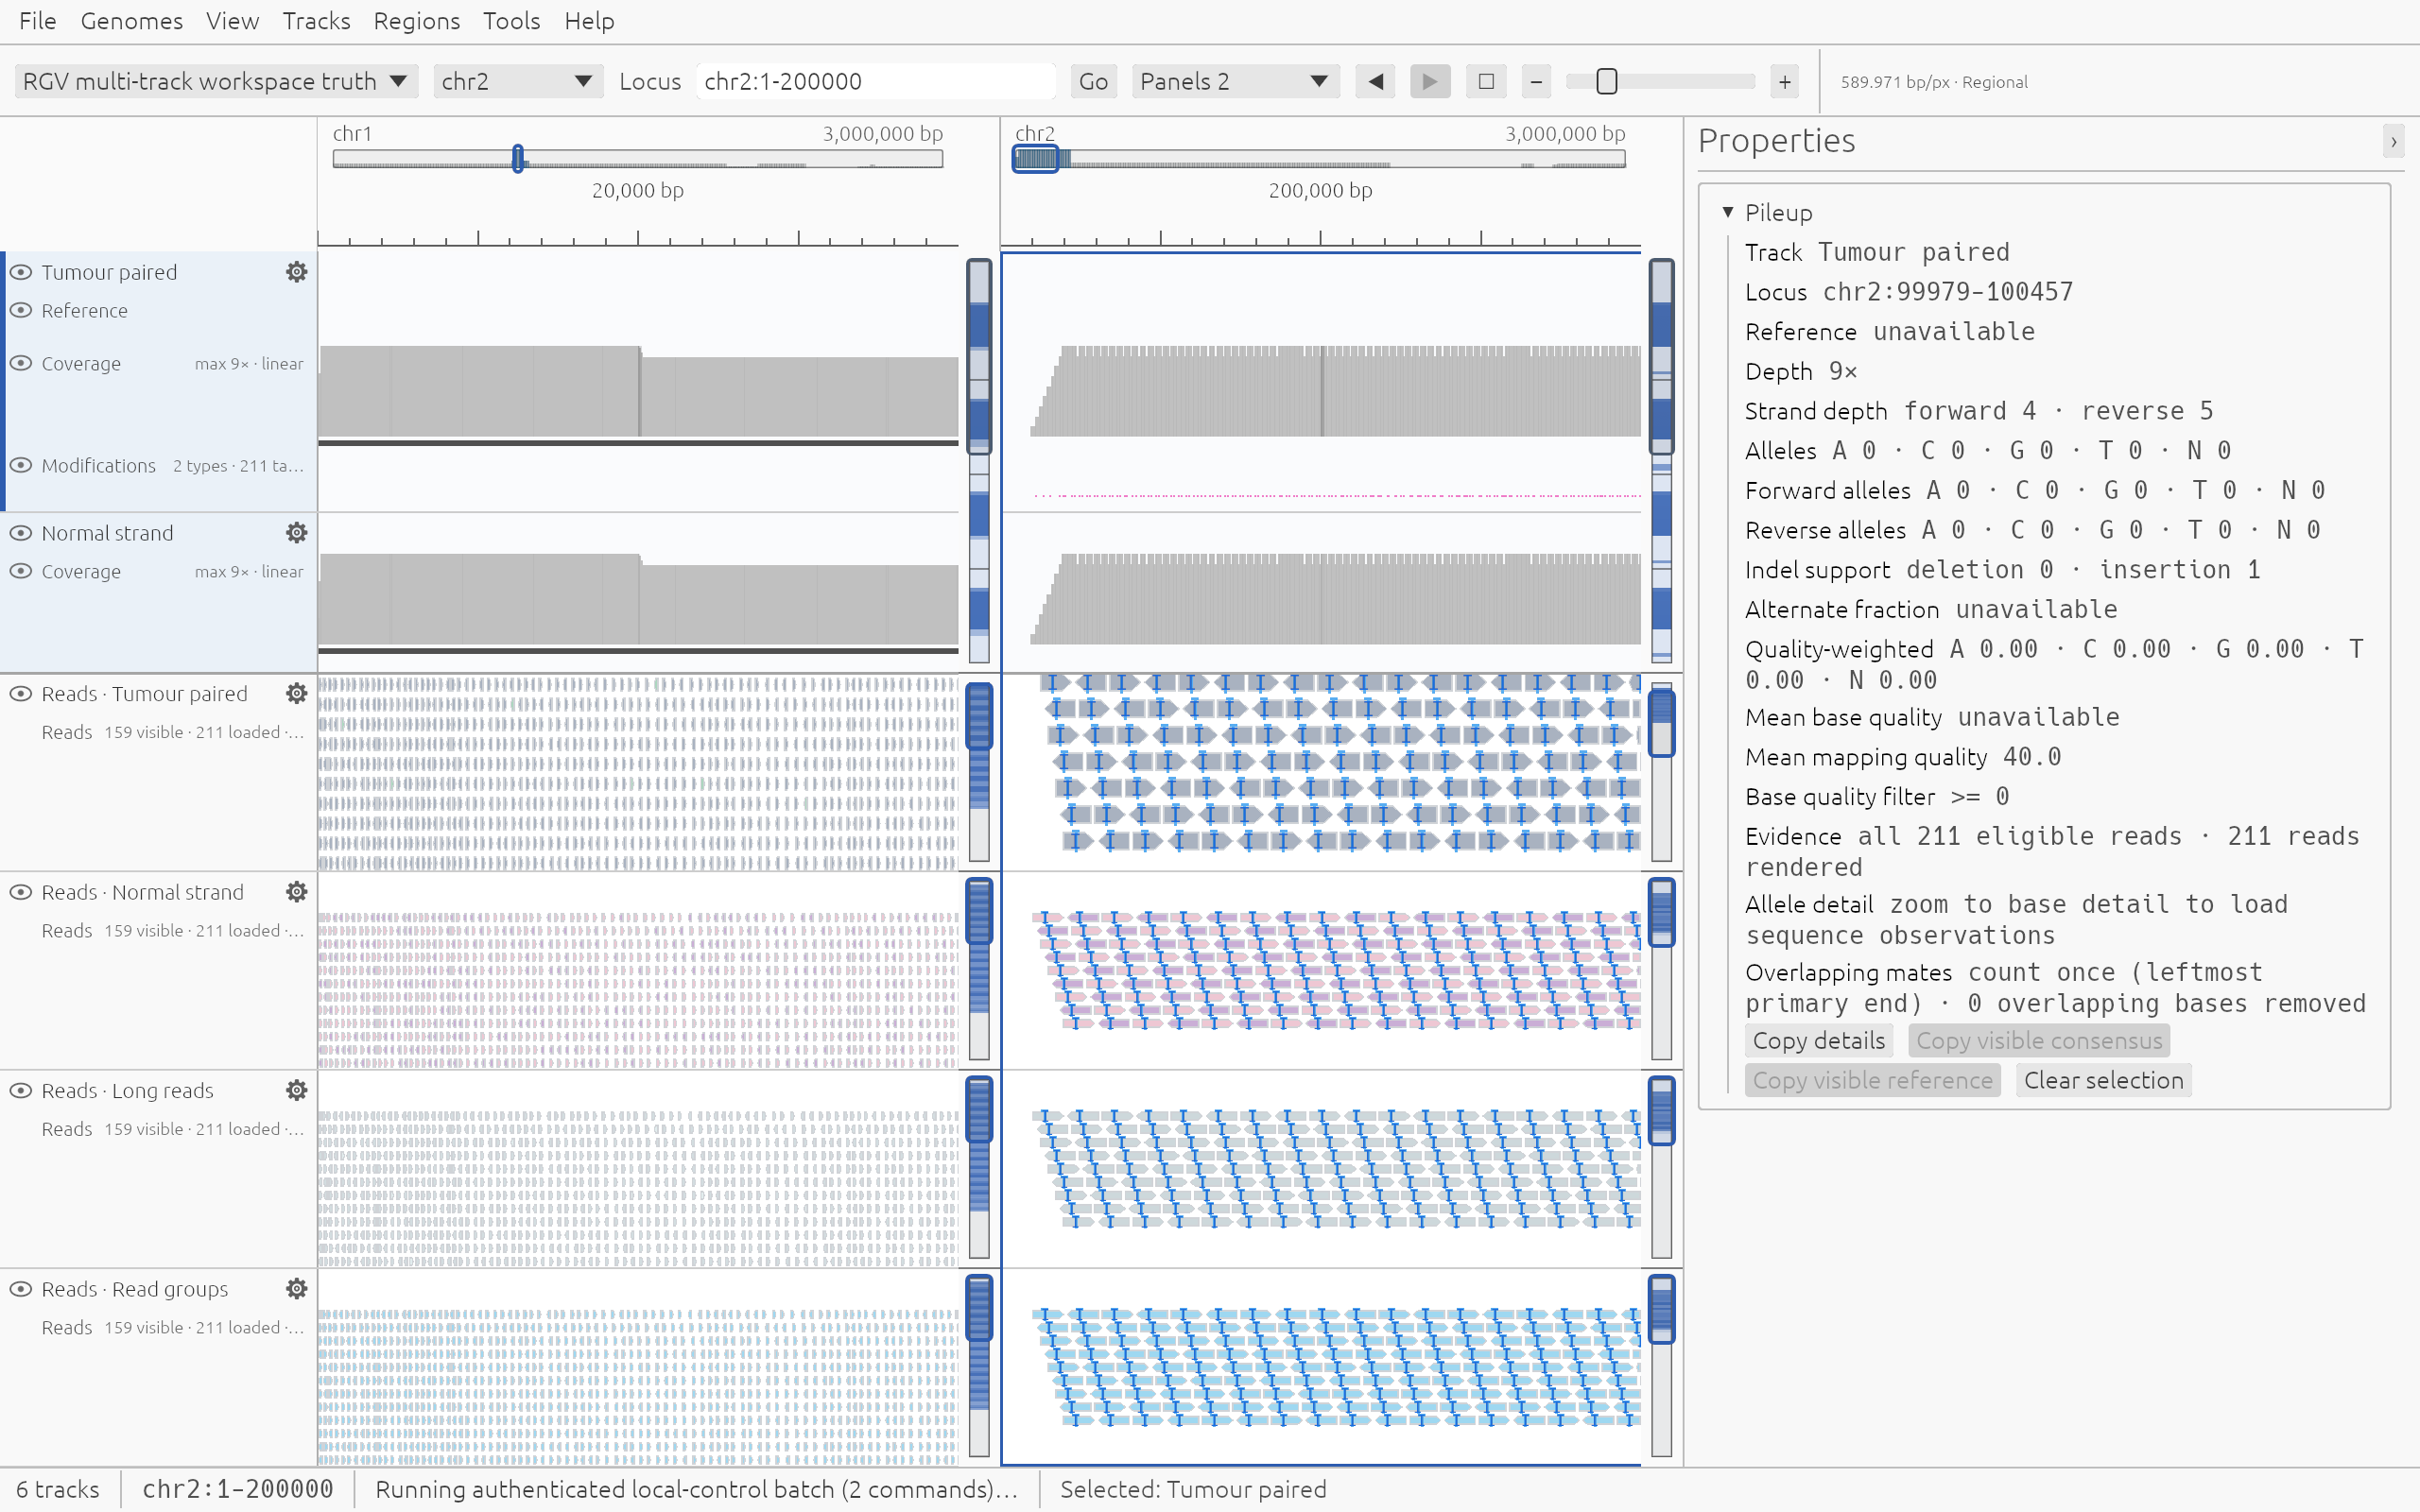 File Genomes View Tracks Regions Tools Help
RGV multi-track workspace truth chr2 Locus chr2:1-200000 Go Panels 2 589.971 bp/px · Regional
chr1 3,000,000 bp
20,000 bp
chr2 3,000,000 bp
200,000 bp
Tumour paired
Reference
Coverage max 9× · linear
Modifications 2 types · 211 ta…
Normal strand
Coverage max 9× · linear
Reads · Tumour paired
Reads 159 visible · 211 loaded ·…
Reads · Normal strand
Reads 159 visible · 211 loaded ·…
Reads · Long reads
Reads 159 visible · 211 loaded ·…
Reads · Read groups
Reads 159 visible · 211 loaded ·…
Properties
Pileup
Track Tumour paired
Locus chr2:99979-100457
Reference unavailable
Depth 9×
Strand depth forward 4 · reverse 5
Alleles A 0 · C 0 · G 0 · T 0 · N 0
Forward alleles A 0 · C 0 · G 0 · T 0 · N 0
Reverse alleles A 0 · C 0 · G 0 · T 0 · N 0
Indel support deletion 0 · insertion 1
Alternate fraction unavailable
Quality-weighted A 0.00 · C 0.00 · G 0.00 · T
0.00 · N 0.00
Mean base quality unavailable
Mean mapping quality 40.0
Base quality filter >= 0
Evidence all 211 eligible reads · 211 reads
rendered
Allele detail zoom to base detail to load
sequence observations
Overlapping mates count once (leftmost
primary end) · 0 overlapping bases removed
Copy details Copy visible consensus
Copy visible reference Clear selection
6 tracks chr2:1-200000 Running authenticated local-control batch (2 commands)… Selected: Tumour paired